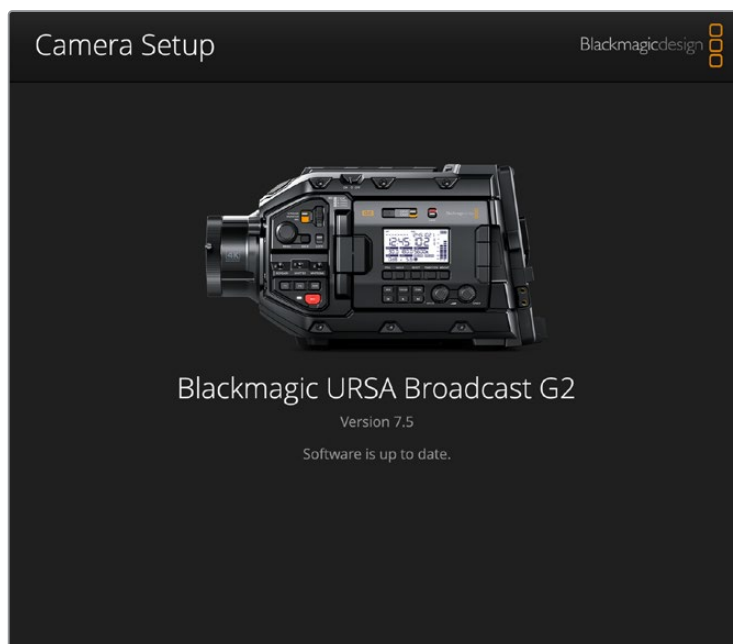 Camera Setup
Blackmagicdesign
Blackmagic URSA Broadcast G2
Version 7.5
Software is up to date.